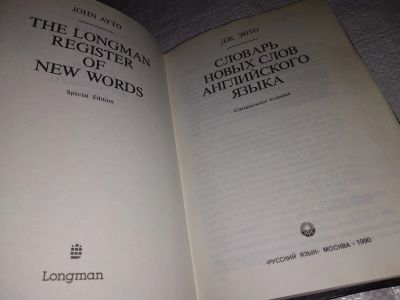 JOHN AYTO
THE LONGMAN
REGISTER
OF
NEW WORDS
Special Edition
Longman
ДЖ. ЭЙТО
СЛОВАРЬ
НОВЫХ СЛОВ
АНГЛИЙСКОГО
ЯЗЫКА
Специальное издание
«РУССКИЙ ЯЗЫК» МОСКВА · 1990